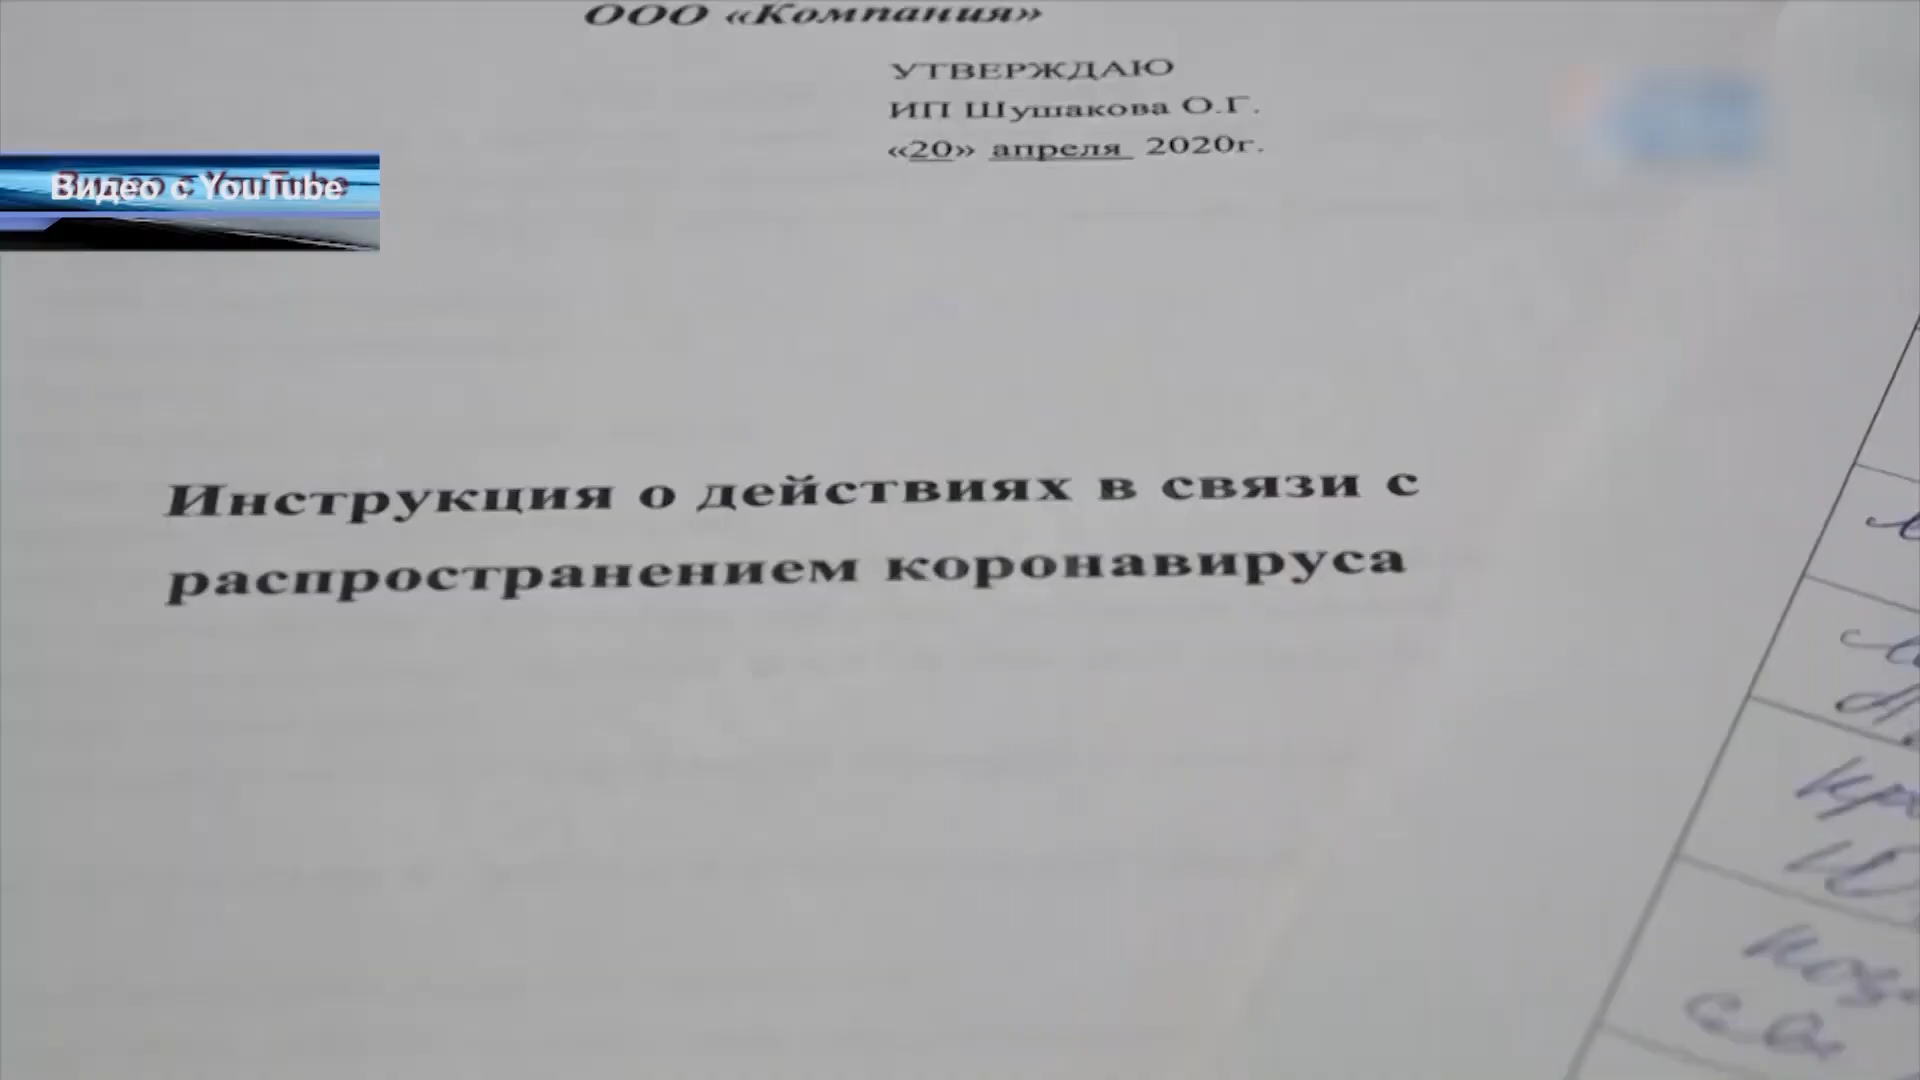 ООО «Компания»
УТВЕРЖДАЮ
ИП Шушакова О.Г.
«20» апреля 2020г.
Видео с YouTube
Инструкция о действиях в связи с
распространением коронавируса